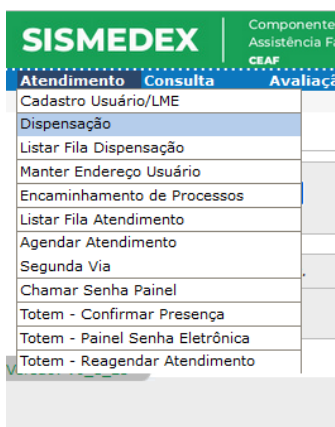 SISMEDEX
Componente
Assistência Fa
CEAF
Atendimento Consulta Avaliaçã
Cadastro Usuário/LME
Dispensação
Listar Fila Dispensação
Manter Endereço Usuário
Encaminhamento de Processos
Listar Fila Atendimento
Agendar Atendimento
Segunda Via
Chamar Senha Painel
Totem - Confirmar Presença
Totem - Painel Senha Eletrônica
Totem - Reagendar Atendimento